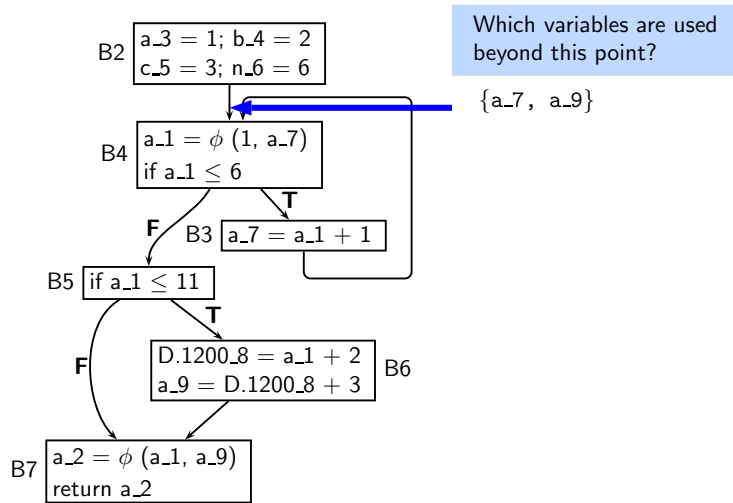 Which variables are used
beyond this point?
{a_7, a_9}
B2
a_3 = 1; b_4 = 2
c_5 = 3; n_6 = 6
B4
a_1 = ϕ (1, a_7)
if a_1 ≤ 6
F
T
B3
a_7 = a_1 + 1
B5
if a_1 ≤ 11
F
T
D.1200_8 = a_1 + 2
a_9 = D.1200_8 + 3
B6
B7
a_2 = ϕ (a_1, a_9)
return a_2